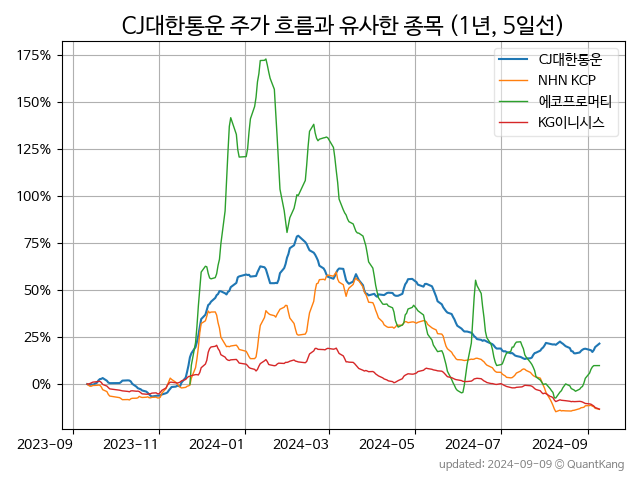 CJ대한통운 주가 흐름과 유사한 종목 (1년, 5일선)
CJ대한통운
NHN KCP
에코프로머티
KG이니시스
175%
150%
125%
100%
75%
50%
25%
0%
2023-09
2023-11
2024-01
2024-03
2024-05
2024-07
2024-09
updated: 2024-09-09 © QuantKang